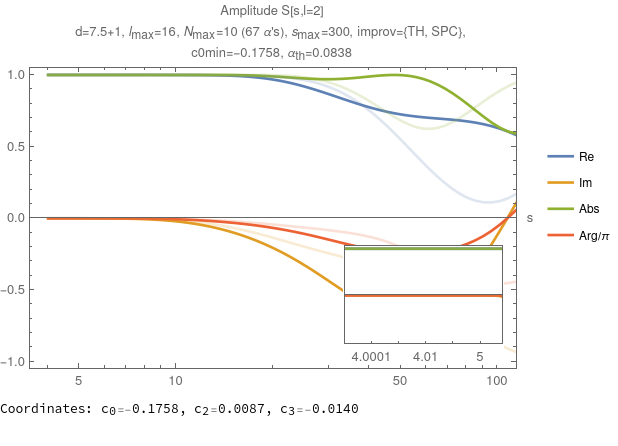 Amplitude S[s,l=2]
d=7.5+1, lmax=16, Nmax=10 (67 α's), smax=300, improv={TH, SPC},
c0min=−0.1758, αth=0.0838
1.0
0.5
0.0
−0.5
−1.0
s
Re
Im
Abs
Arg/π
4.0001 4.01 5
5 10 50 100
Coordinates: c0=-0.1758, c2=0.0087, c3=-0.0140